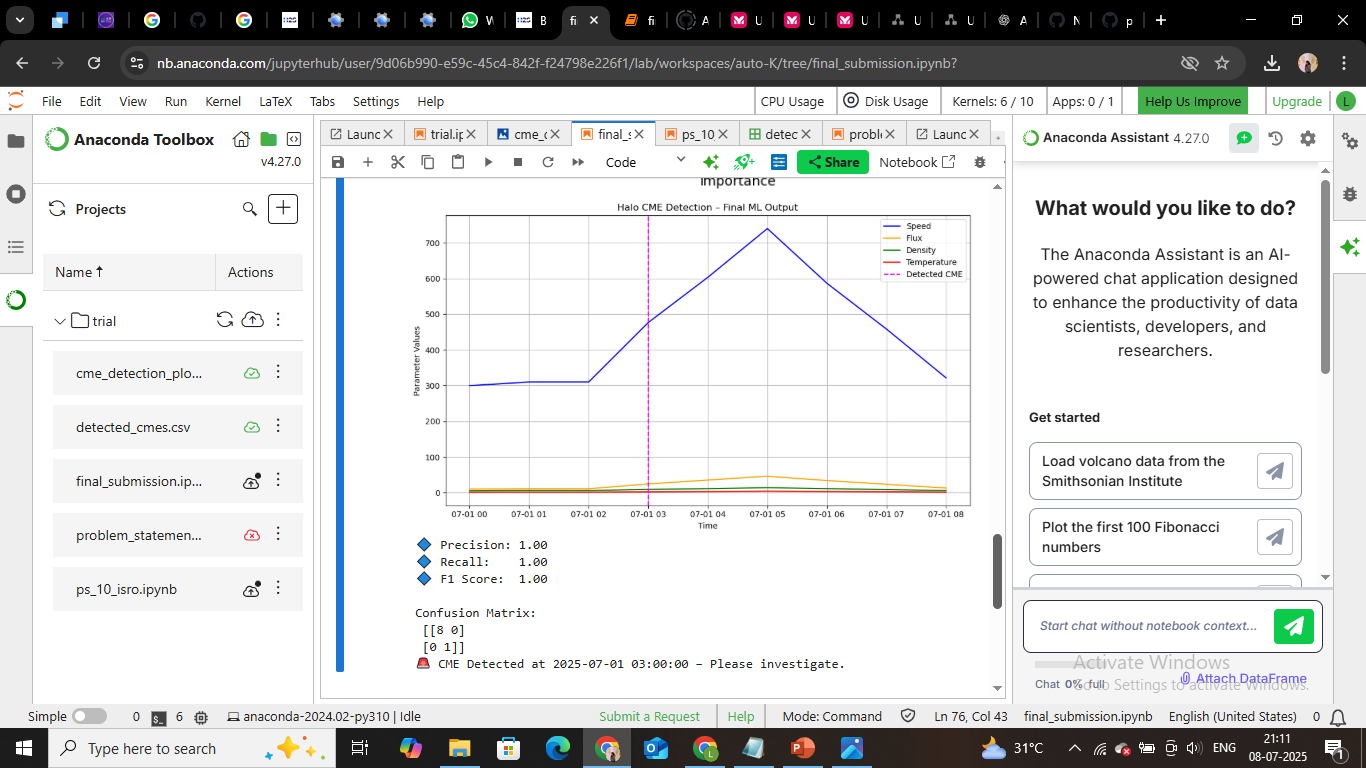 nb.anaconda.com/jupyterhub/user/9d06b990-e59c-45c4-842f-f24798e226f1/lab/workspaces/auto-K/tree/final_submission.ipynb?
File Edit View Run Kernel LaTeX Tabs Settings Help
CPU Usage Disk Usage Kernels: 6 / 10 Apps: 0 / 1 Help Us Improve Upgrade L
Anaconda Toolbox
v4.27.0
Projects
Name Actions
trial
cme_detection_plo...
detected_cmes.csv
final_submission.ip...
problem_statemen...
ps_10_isro.ipynb
Launc trial.i cme_ final_ ps_10 detec proble Launc
Code Share Notebook
Importance
Halo CME Detection – Final ML Output
Speed
Flux
Density
Temperature
Detected CME
Parameter Values
700
600
500
400
300
200
100
0
07-01 00 07-01 01 07-01 02 07-01 03 07-01 04 07-01 05 07-01 06 07-01 07 07-01 08
Time
Precision: 1.00
Recall: 1.00
F1 Score: 1.00
Confusion Matrix:
[[8 0]
[0 1]]
CME Detected at 2025-07-01 03:00:00 – Please investigate.
Anaconda Assistant 4.27.0
What would you like to do?
The Anaconda Assistant is an AI-
powered chat application designed
to enhance the productivity of data
scientists, developers, and
researchers.
Get started
Load volcano data from the
Smithsonian Institute
Plot the first 100 Fibonacci
numbers
Start chat without notebook context...
Chat 0% full
Attach DataFrame
Activate Windows
Go to Settings to activate Windows.
Simple 0 6 anaconda-2024.02-py310 | Idle Submit a Request Help Mode: Command Ln 76, Col 43 final_submission.ipynb English (United States) 0
Type here to search
31°C ENG
21:11
08-07-2025
1